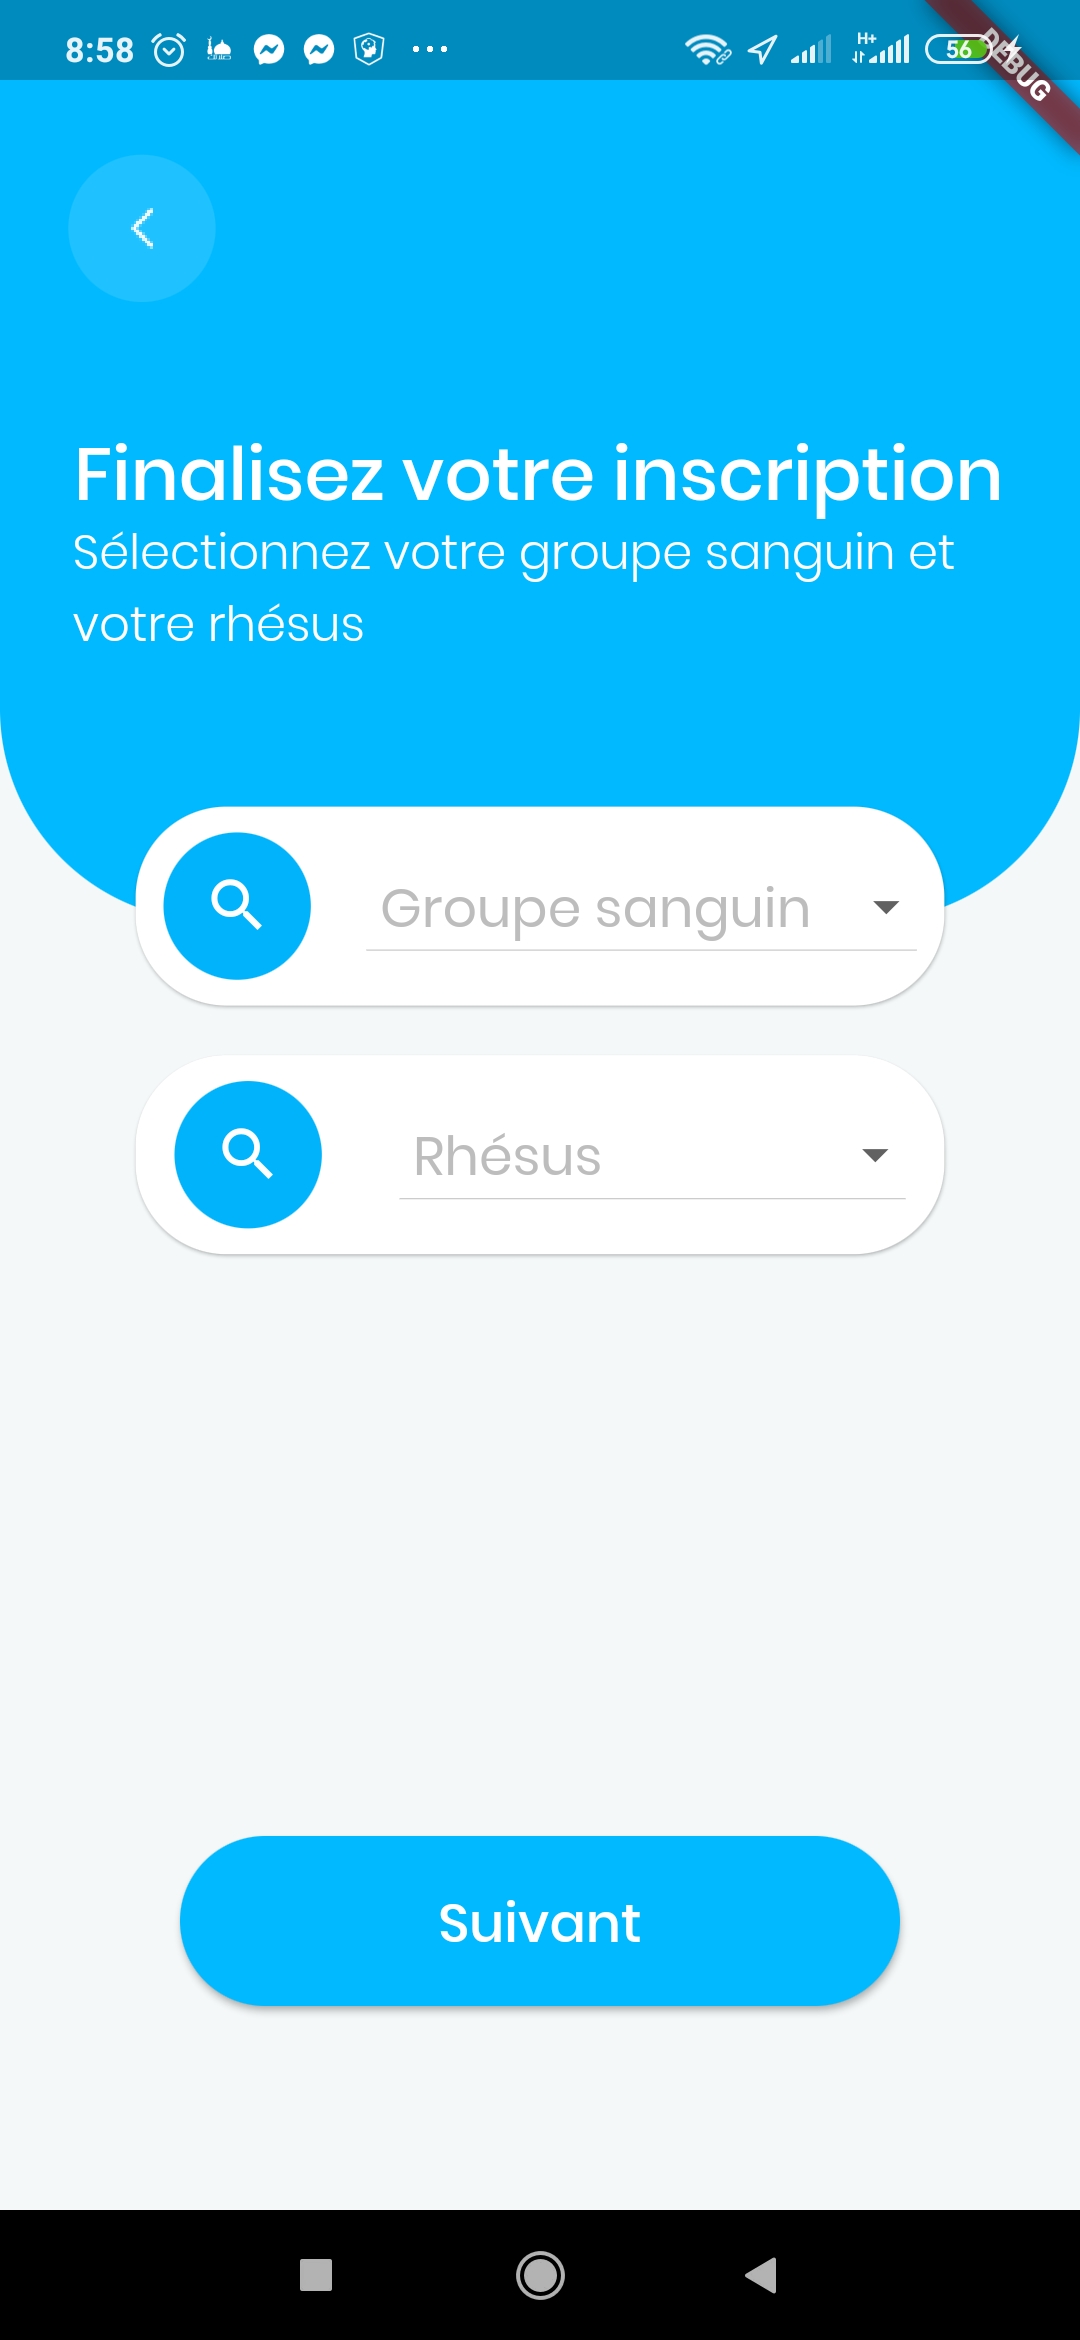 8:58
H+
56
DEBUG
Finalisez votre inscription
Sélectionnez votre groupe sanguin et
votre rhésus
Groupe sanguin
Rhésus
Suivant